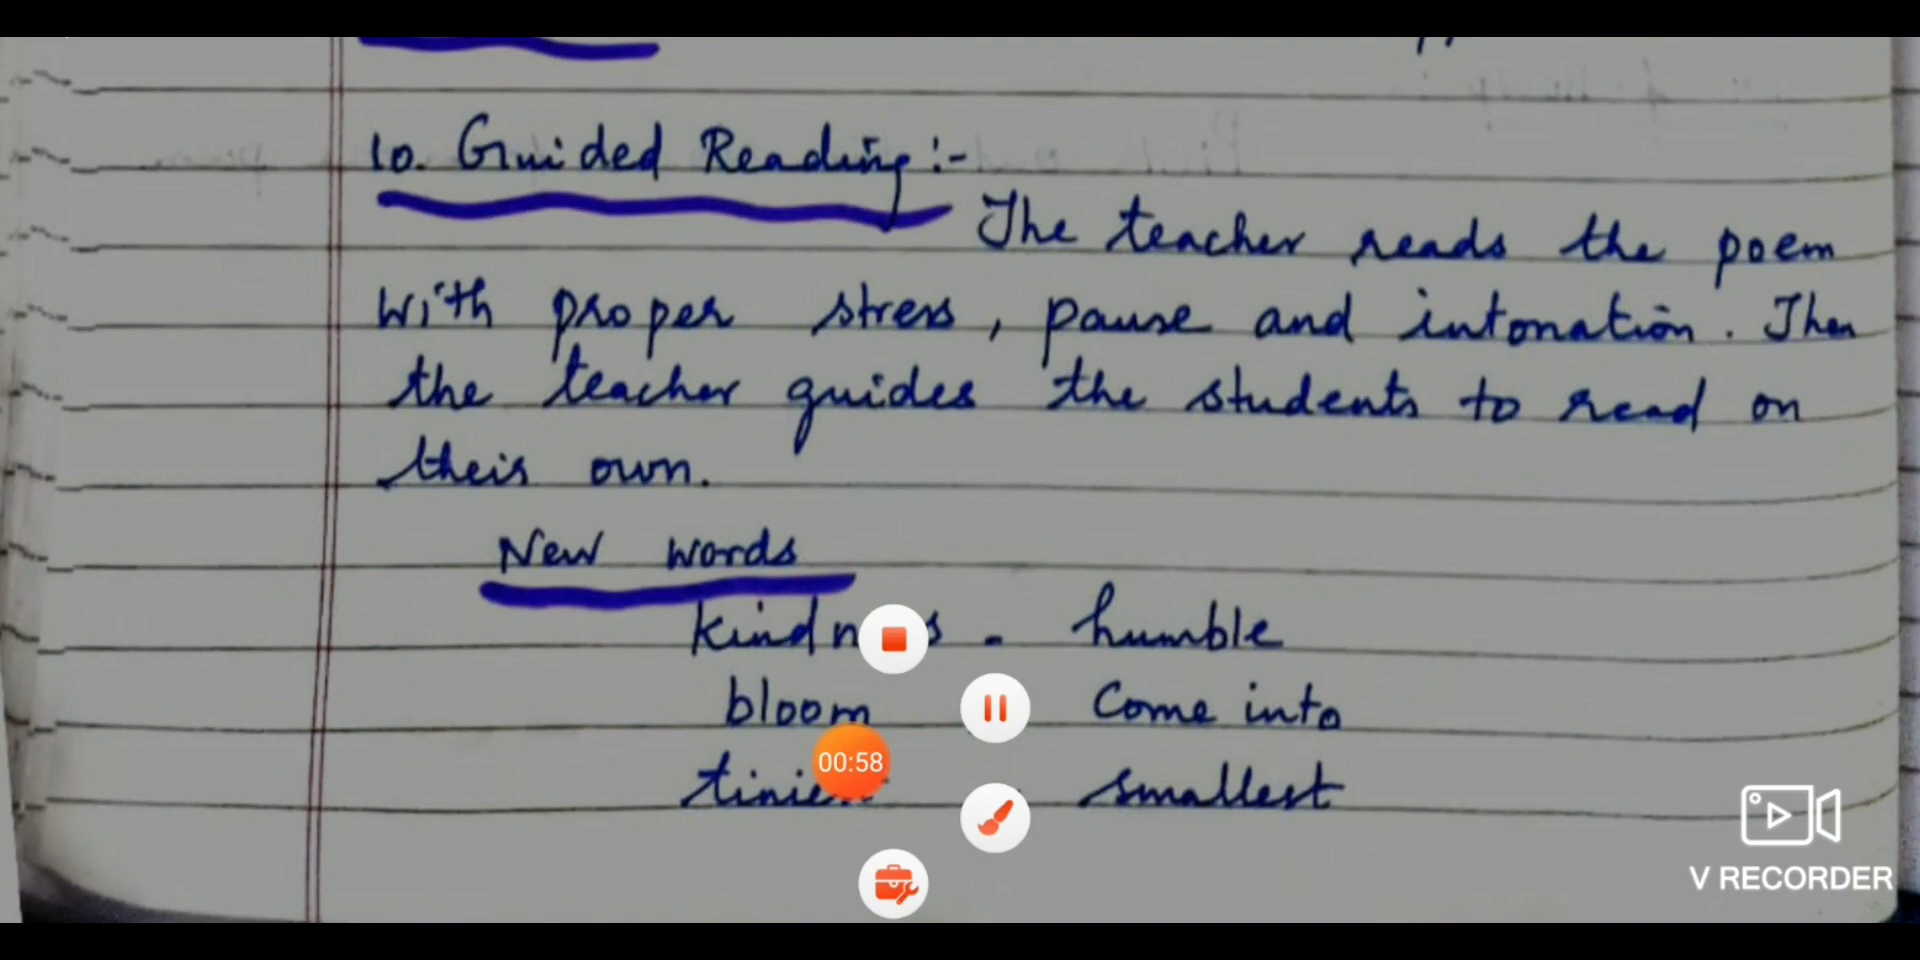 10. Guided Reading :-
The teacher reads the poem
with proper stress, pause and intonation. Then
the teacher guides the students to read on
their own.
New words
- humble
bloom Come into
smallest
00:58
V RECORDER